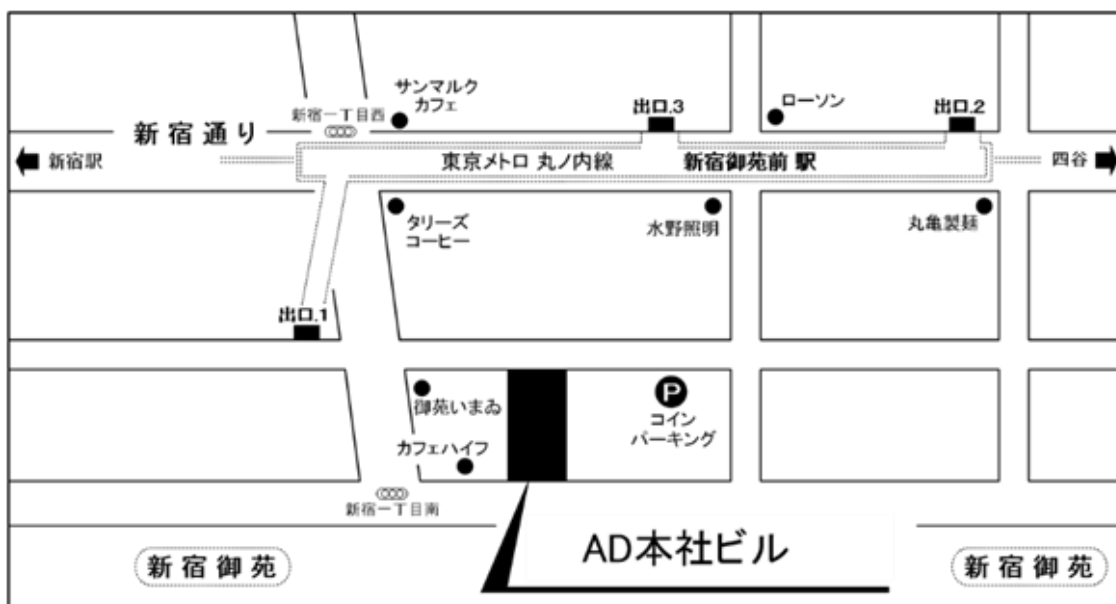 サンマルク
カフェ
新宿一丁目西
出口.3
ローソン
出口.2
新宿通り
新宿駅
東京メトロ 丸ノ内線
新宿御苑前 駅
四谷
タリーズ
コーヒー
水野照明
丸亀製麺
出口.1
御苑いまゐ
P
コイン
パーキング
カフェハイフ
新宿一丁目南
新宿御苑
AD本社ビル
新宿御苑